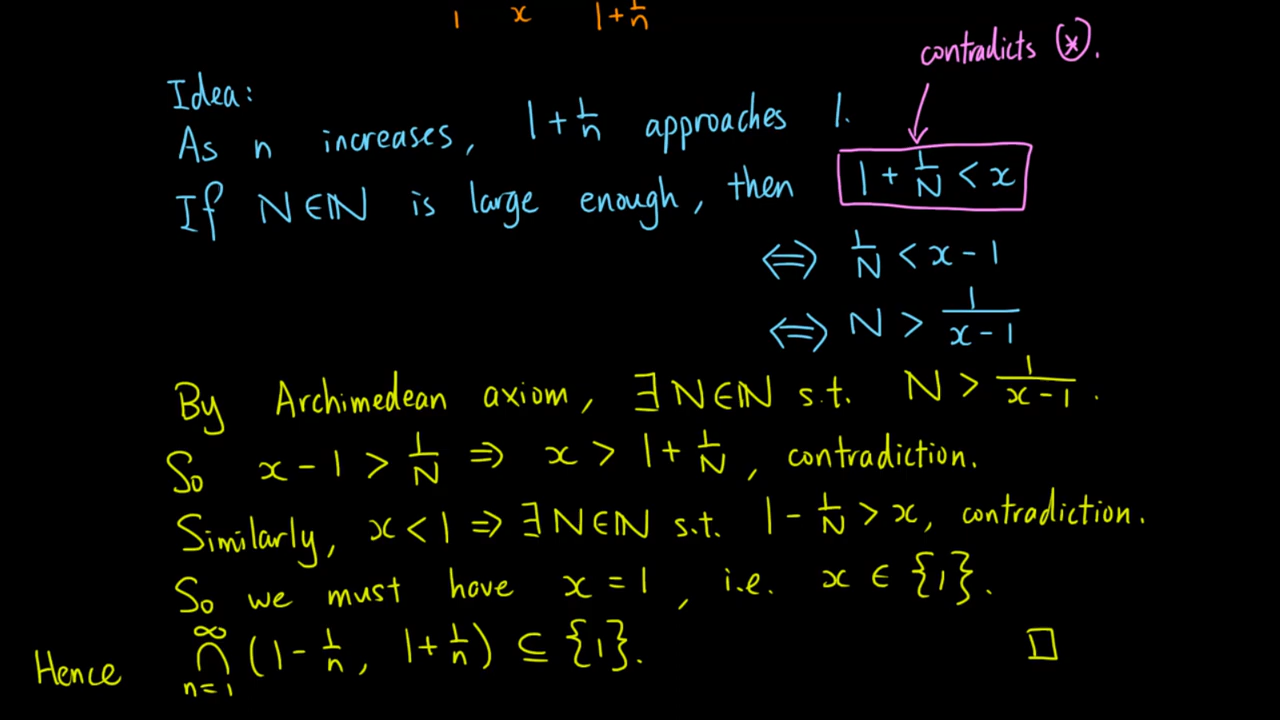 1 x 1 + 1/n
contradicts (*).
Idea:
As n increases, 1 + 1/n approaches 1.
If N ∈ ℕ is large enough, then 1 + 1/N < x
⟺ 1/N < x - 1
⟺ N > 1/(x - 1)
By Archimedean axiom, ∃ N ∈ ℕ s.t. N > 1/(x - 1).
So x - 1 > 1/N ⟹ x > 1 + 1/N, contradiction.
Similarly, x < 1 ⟹ ∃ N ∈ ℕ s.t. 1 - 1/N > x, contradiction.
So we must have x = 1, i.e. x ∈ {1}.
Hence ∞ ⋂ n=1 (1 - 1/n, 1 + 1/n) ⊆ {1}. □